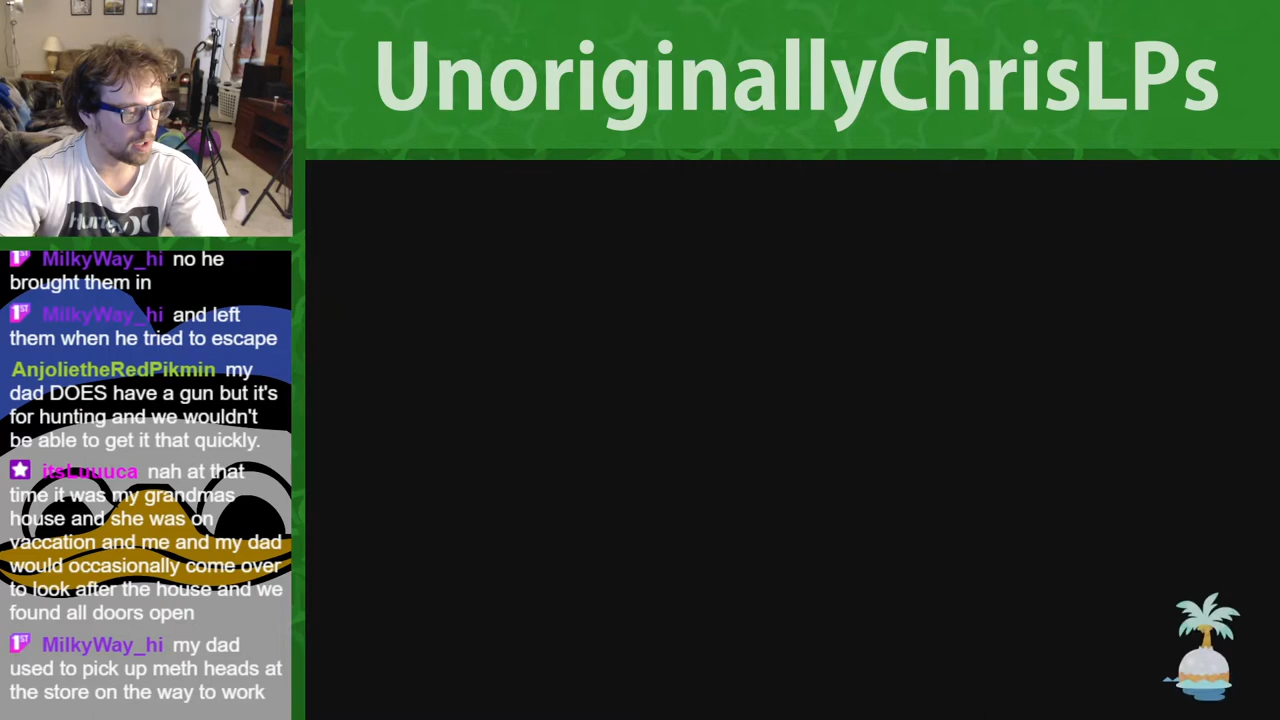 UnoriginallyChrisLPs
Hurley
1ST MilkyWay_hi no he
brought them in
1ST MilkyWay_hi and left
them when he tried to escape
AnjolietheRedPikmin my
dad DOES have a gun but it's
for hunting and we wouldn't
be able to get it that quickly.
itsLuuuca nah at that
time it was my grandmas
house and she was on
vaccation and me and my dad
would occasionally come over
to look after the house and we
found all doors open
1ST MilkyWay_hi my dad
used to pick up meth heads at
the store on the way to work